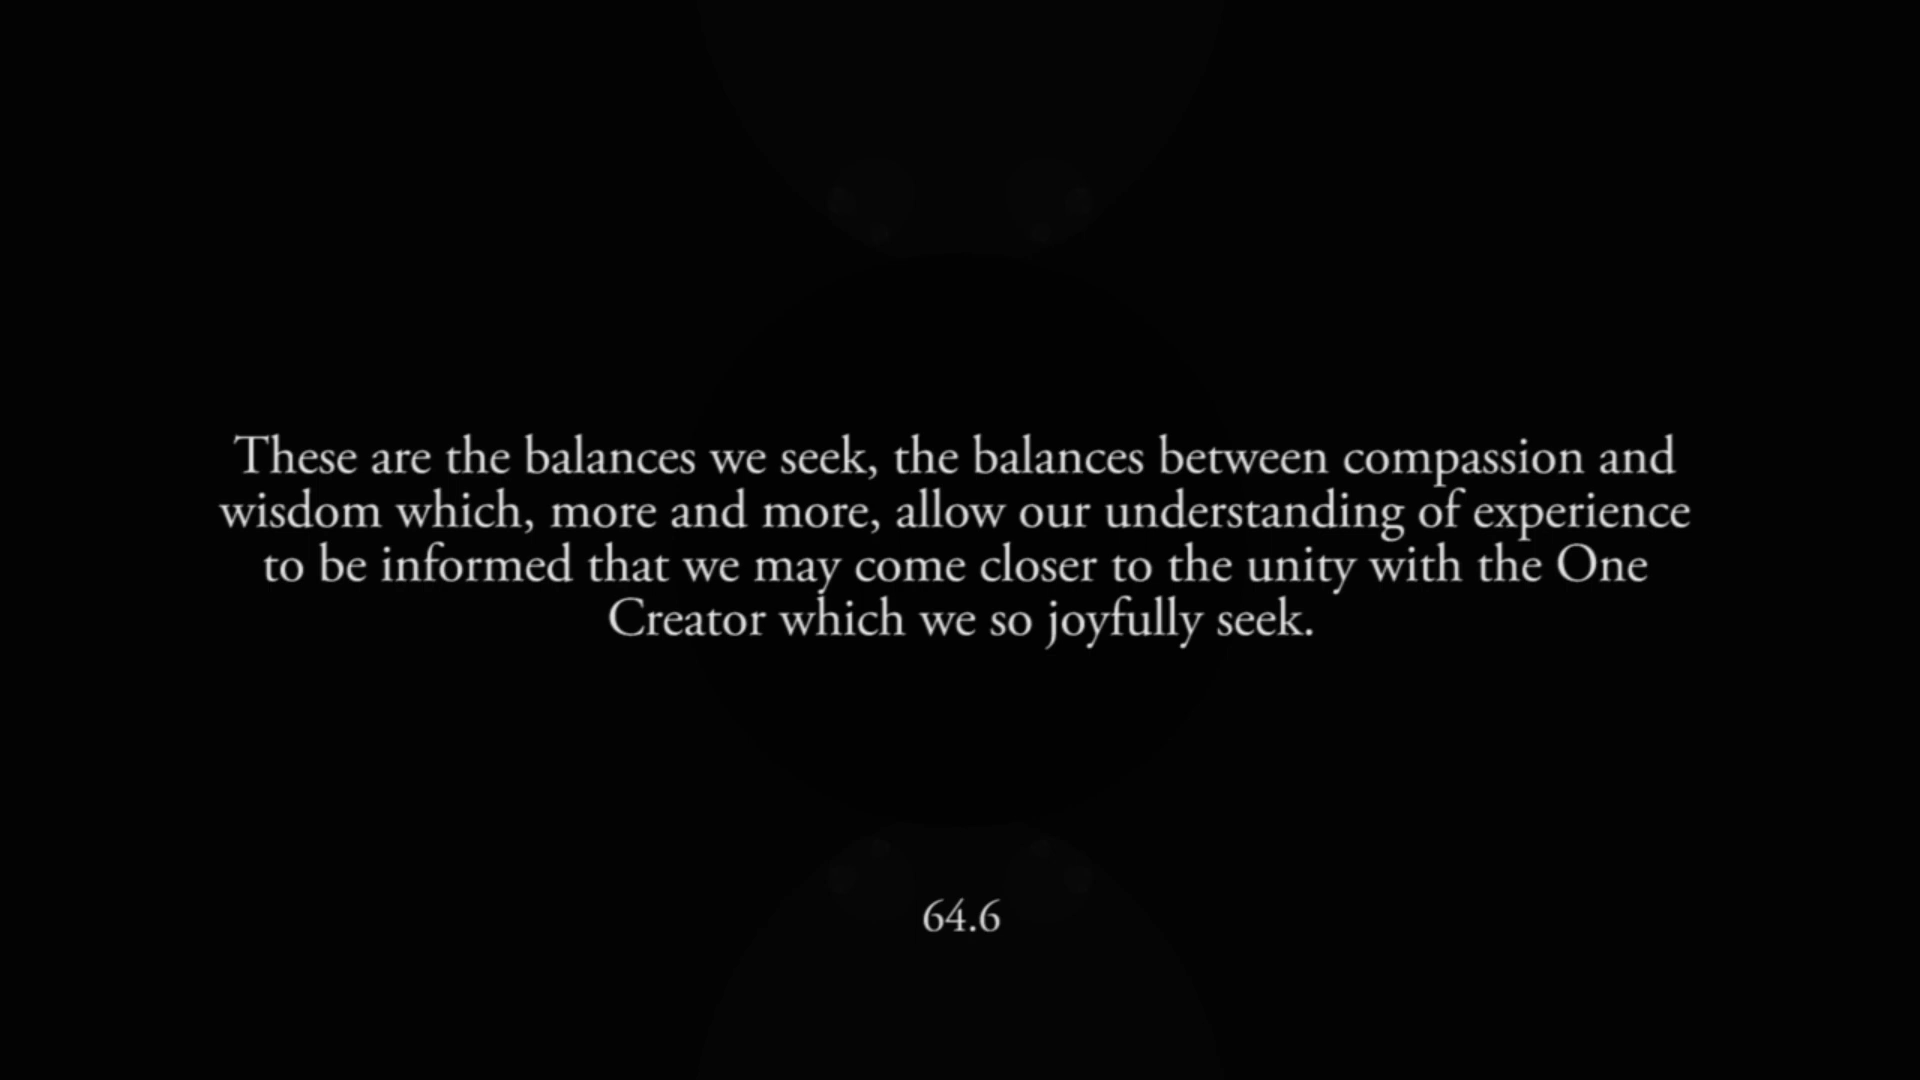 These are the balances we seek, the balances between compassion and
wisdom which, more and more, allow our understanding of experience
to be informed that we may come closer to the unity with the One
Creator which we so joyfully seek.
64.6